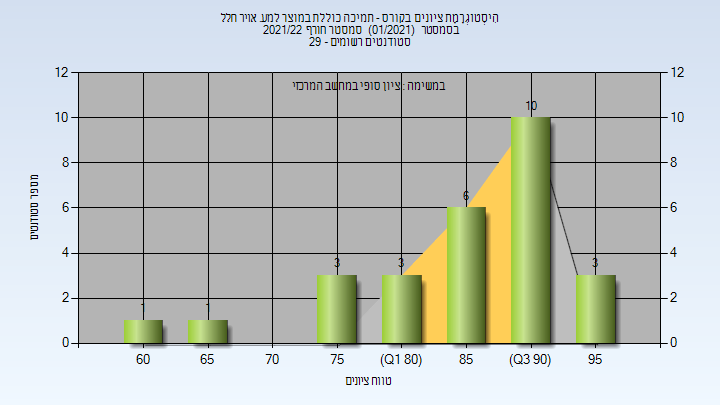 היסטוגרמת ציונים בקורס - תמיכה כוללת במוצר למע. אויר חלל
בסמסטר (01/2021) סמסטר חורף 2021/22
סטודנטים רשומים - 29
במשימה : ציון סופי במחשב המרכזי
12 12
10 10 10
8 8
6 6 6
מספר סטודנטים
4 4
3 3 3
2 2
1 1
0 0
60 65 70 75 (Q1 80) 85 (Q3 90) 95
טווח ציונים